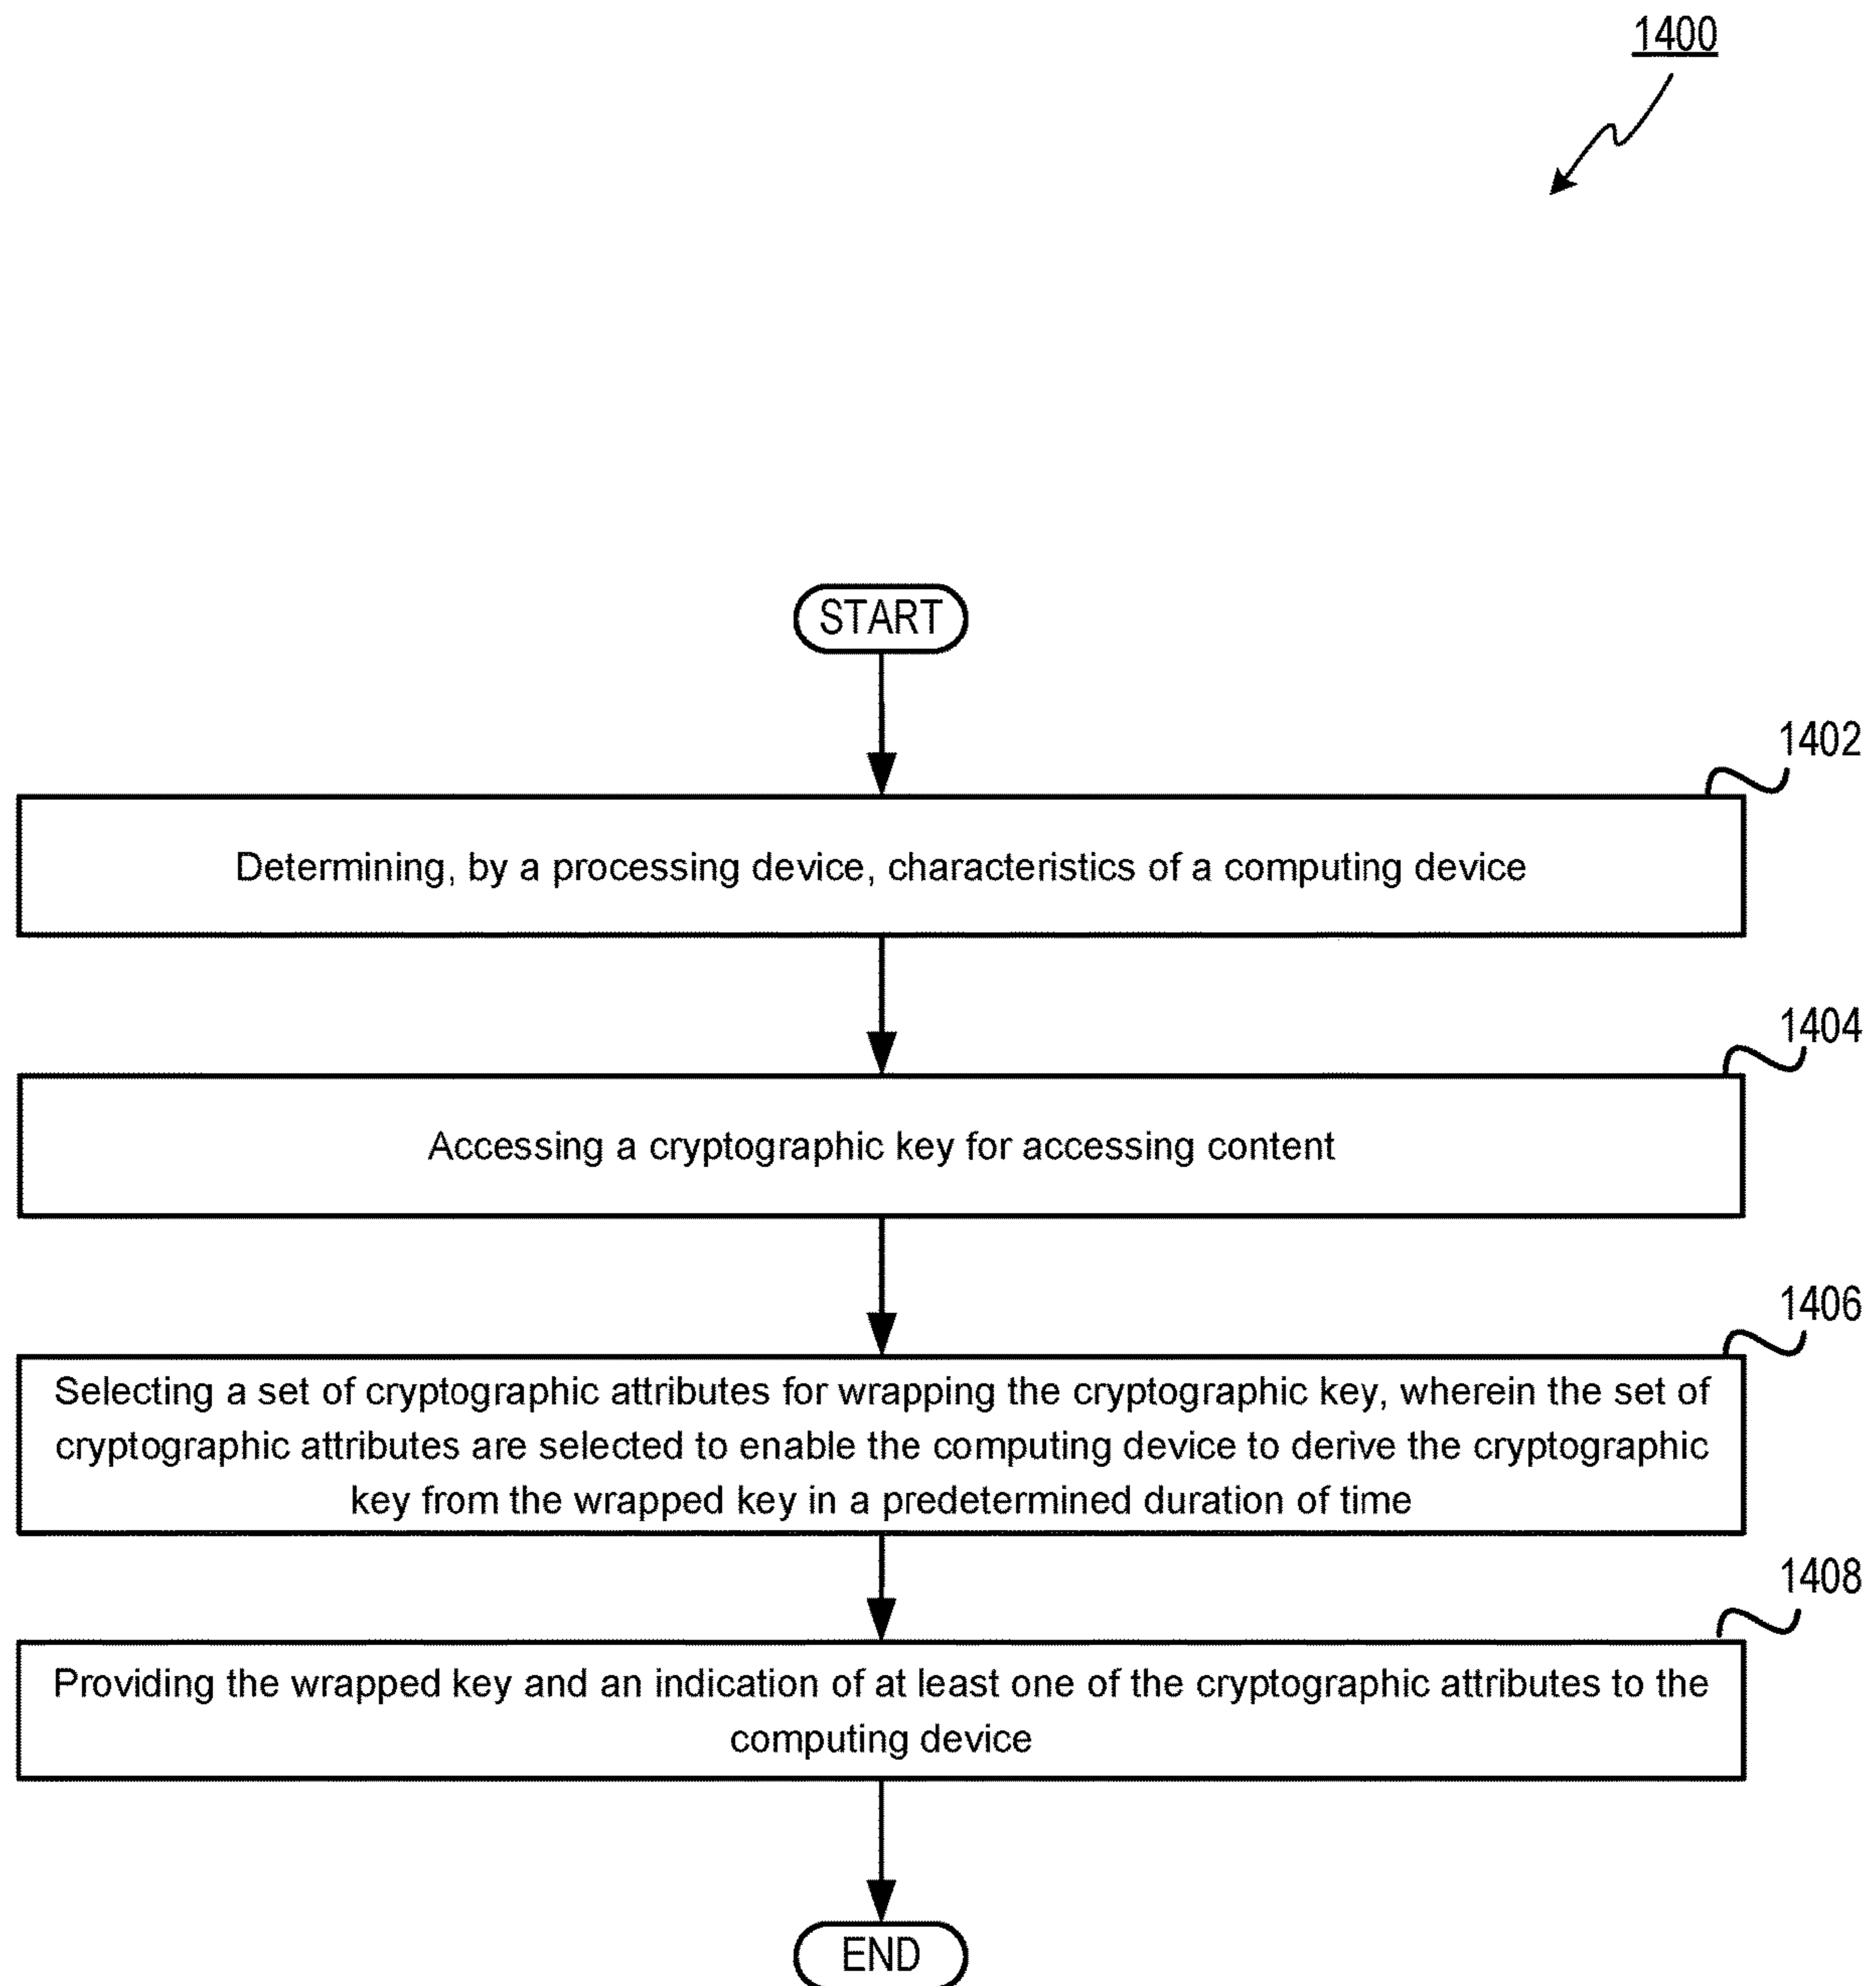 1400
START
1402
Determining, by a processing device, characteristics of a computing device
1404
Accessing a cryptographic key for accessing content
1406
Selecting a set of cryptographic attributes for wrapping the cryptographic key, wherein the set of
cryptographic attributes are selected to enable the computing device to derive the cryptographic
key from the wrapped key in a predetermined duration of time
1408
Providing the wrapped key and an indication of at least one of the cryptographic attributes to the
computing device
END